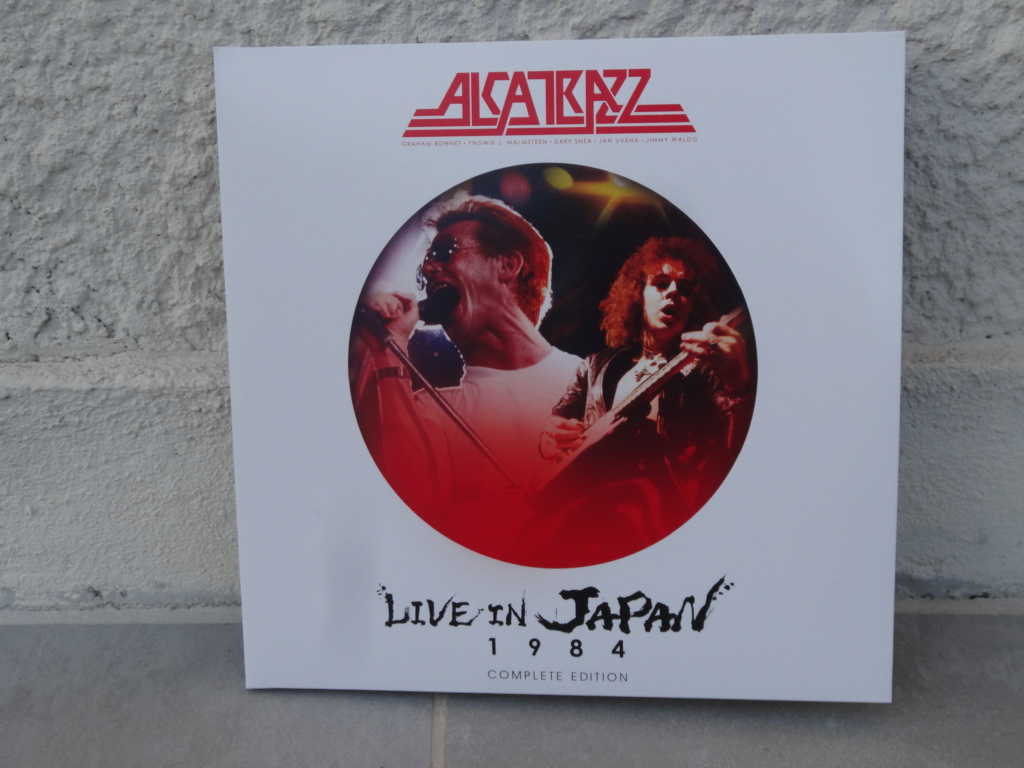 ALCATRAZZ
GRAHAM BONNET • YNGWIE J. MALMSTEEN • GARY SHEA • JAN UVENA • JIMMY WALDO
"LIVE IN JAPAN"
1984
COMPLETE EDITION